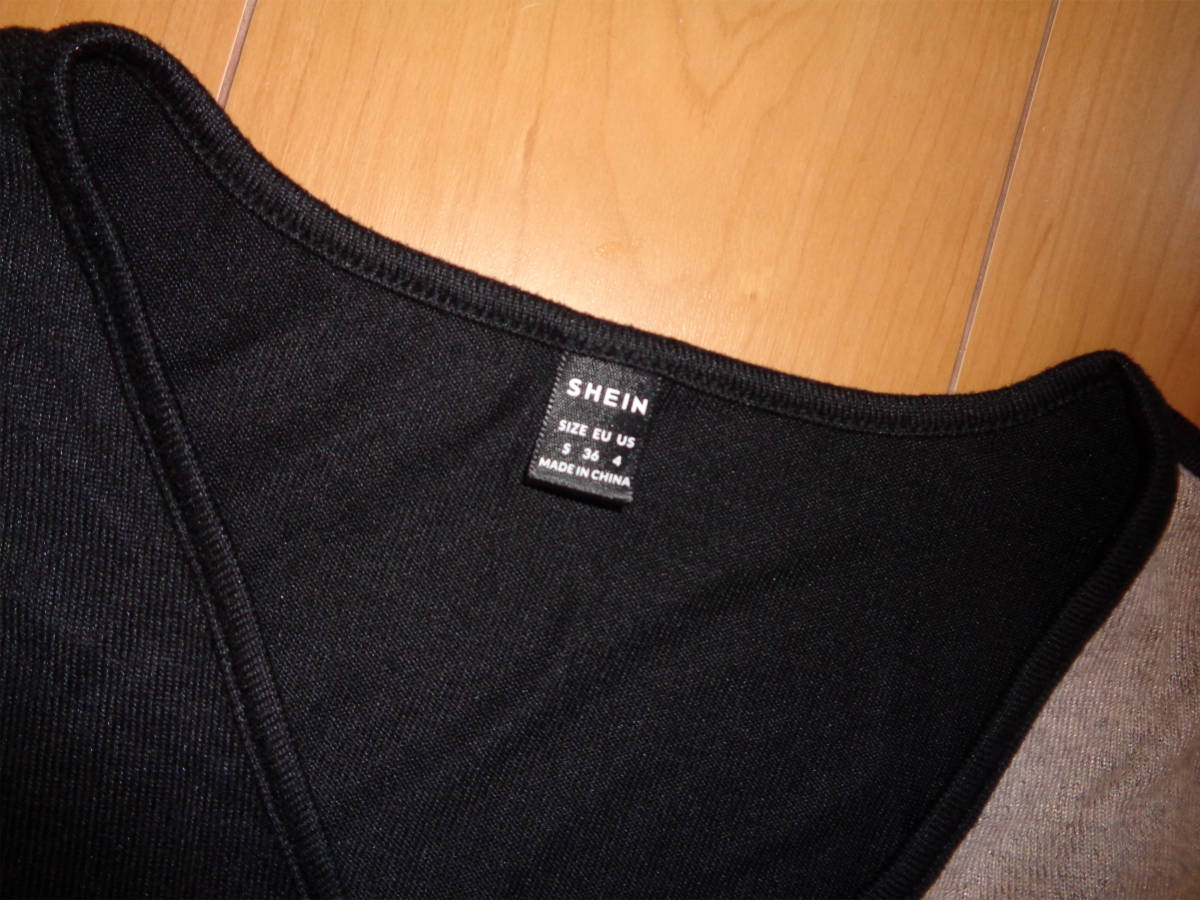 SHEIN
SIZE EU US
S 36 4
MADE IN CHINA